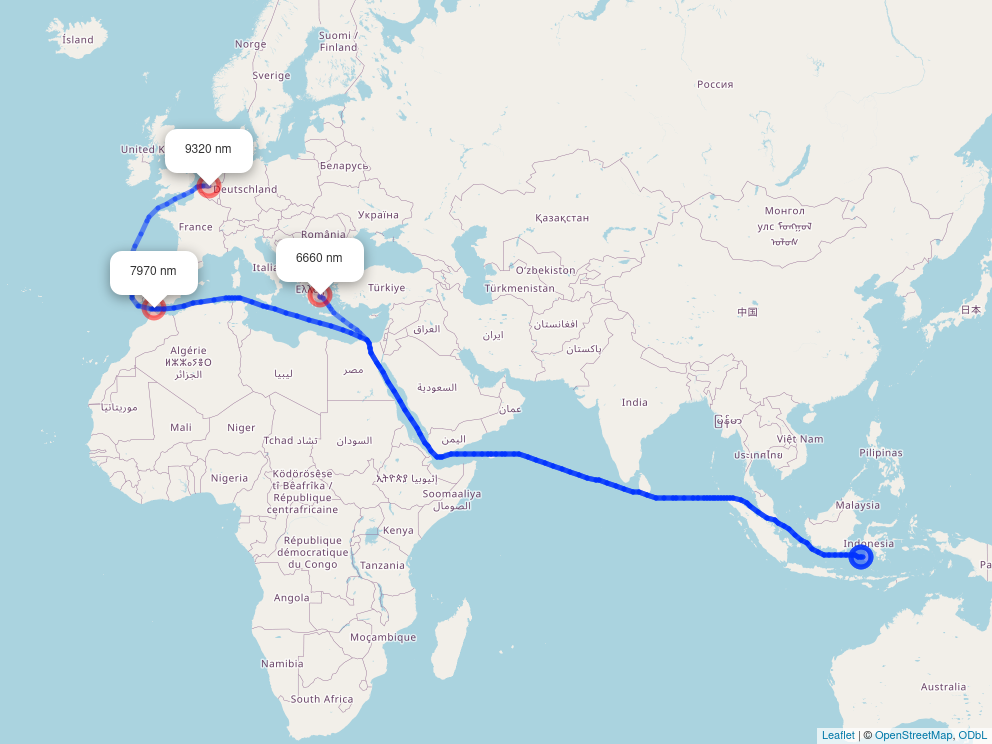 Ísland
Norge
Suomi /
Finland
Sverige
Россия
9320 nm
United K
Беларусь
Deutschland
Україна
Қазақстан
Монгол
улс
France
România
6660 nm
7970 nm
Italia
Ελλ
Türkiye
Oʻzbekiston
Türkmenistan
中国
日本
العراق
ایران
افغانستان
پاکستان
Algérie
ⵍⵣⵣⴰⵢⴻⵔ
الجزائر
ليبيا
مصر
السعودية
عمان
India
မြန်မာ
موريتانيا
Mali
Niger
Tchad تشاد
السودان
اليمن
ประเทศไทย
Việt Nam
Pilipinas
Nigeria
Ködörösêse
tî Bêafrîka /
République
centrafricaine
ኢትዮጵያ إثيوبيا
Soomaaliya
الصومال
Malaysia
Kenya
République
démocratique
du Congo
Indonesia
Tanzania
Pa
Angola
Moçambique
Namibia
South Africa
Australia
Leaflet | © OpenStreetMap, ODbL